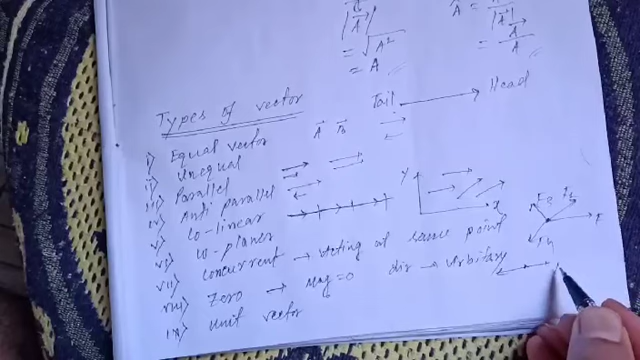 |A|
= √A²
= A
A =
|A|
= A/A
Types of vector
Tail Head
i) Equal vector A B
ii) Unequal
iii) Parallel
iv) Anti parallel
v) Co-linear
vi) Co-planer Y X
vii) Concurrent → Acting at same point F
viii) Zero → Mag = 0 dir → Arbitary
ix) Unit vector